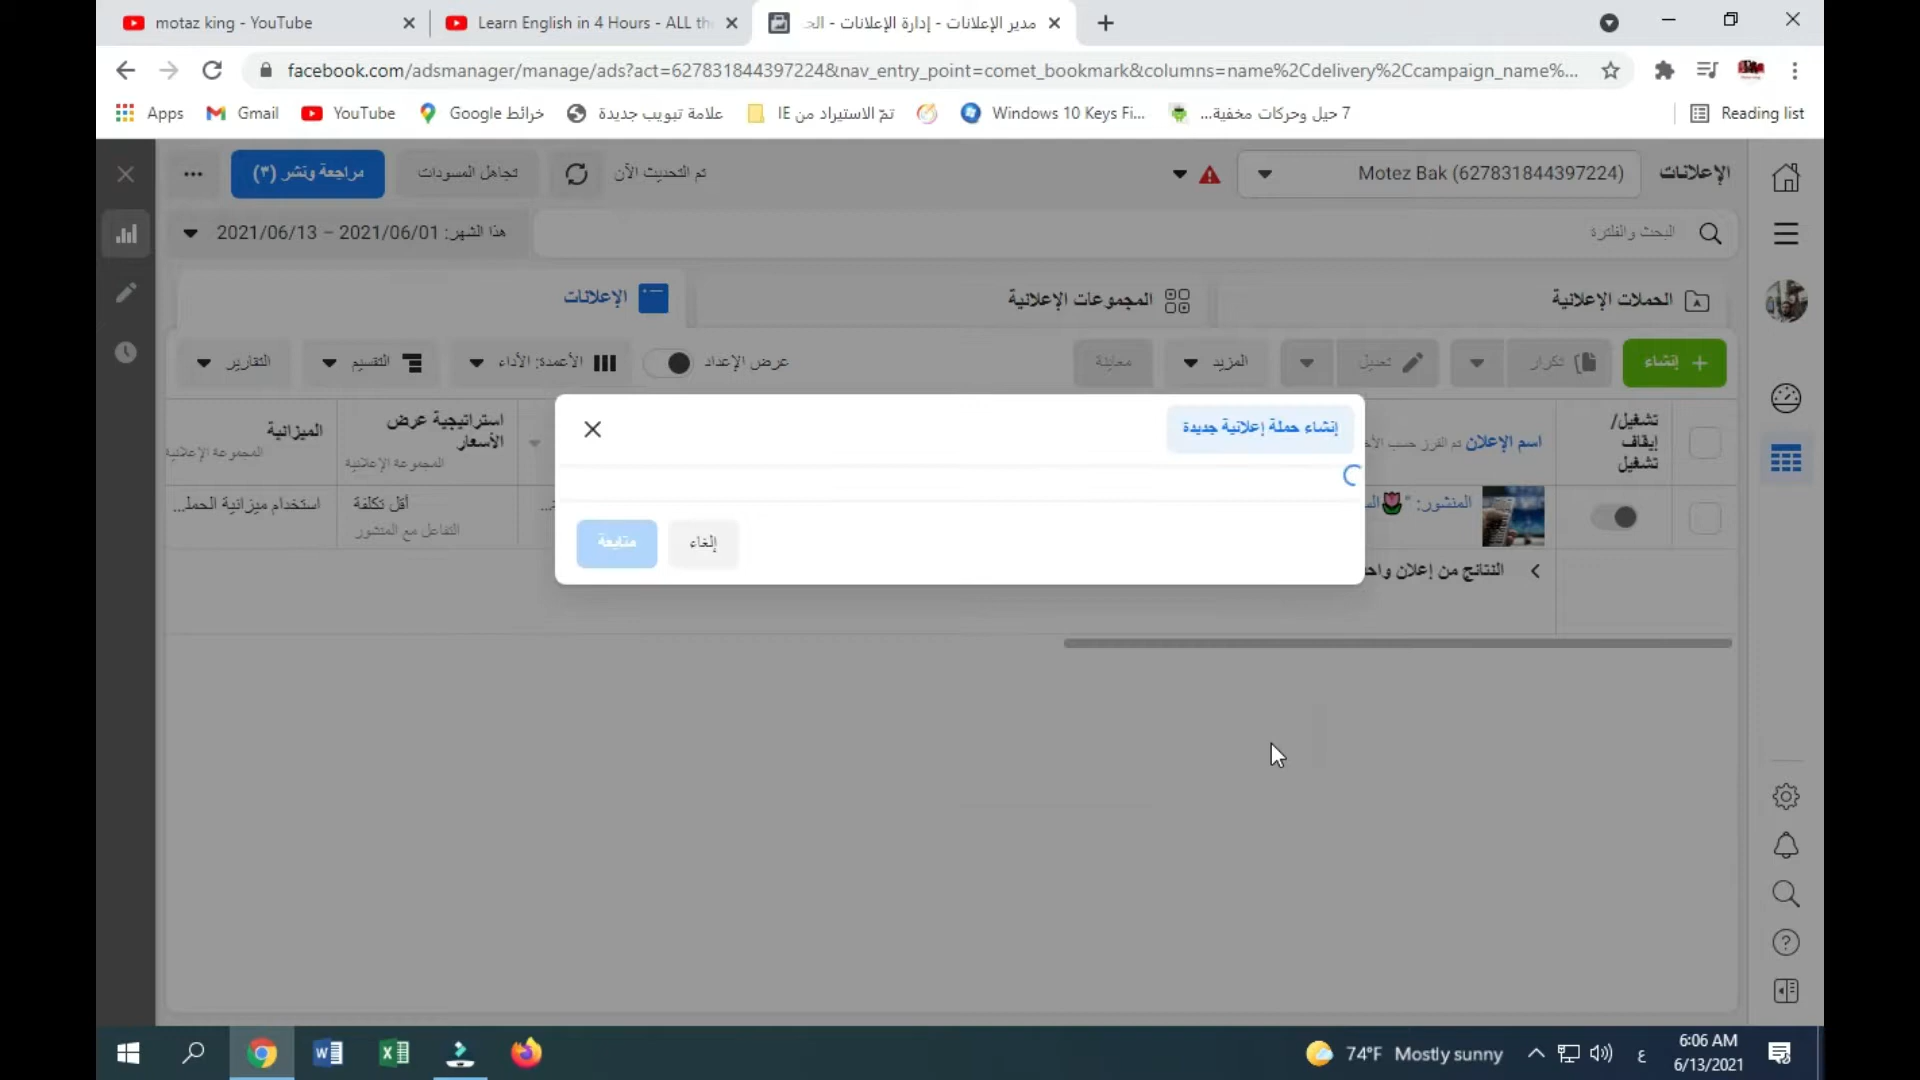 motaz king - YouTube
Learn English in 4 Hours - ALL th
مدير الإعلانات - إدارة الإعلانات - الح
facebook.com/adsmanager/manage/ads?act=627831844397224&nav_entry_point=comet_bookmark&columns=name%2Cdelivery%2Ccampaign_name%...
Apps
Gmail
YouTube
خرائط Google
علامة تبويب جديدة
تمّ الاستيراد من IE
Windows 10 Keys Fi...
7 حيل وحركات مخفية...
Reading list
الإعلانات
Motez Bak (627831844397224)
تم التحديث الآن
تجاهل المسودات
مراجعة ونشر (٣)
البحث والفلترة
هذا الشهر: 2021/06/01 – 2021/06/13
الحملات الإعلانية
المجموعات الإعلانية
الإعلانات
إنشاء
تكرار
تعديل
المزيد
معاينة
عرض الإعداد
الأعمدة: الأداء
التقسيم
التقارير
تشغيل/
إيقاف
تشغيل
اسم الإعلان تم الفرز حسب الأخ
استراتيجية عرض
الأسعار
المجموعة الإعلانية
الميزانية
المجموعة الإعلانية
المنشور: "🌷الس
أقل تكلفة
التفاعل مع المنشور
استخدام ميزانية الحمل...
النتائج من إعلان واحد
إنشاء حملة إعلانية جديدة
إلغاء
متابعة
74°F Mostly sunny
ع
6:06 AM
6/13/2021